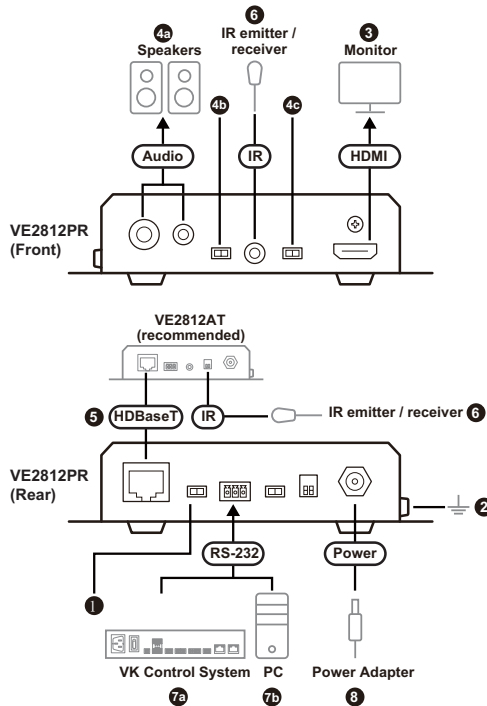 4a
Speakers
6
IR emitter /
receiver
3
Monitor
4b
4c
Audio
IR
HDMI
VE2812PR
(Front)
VE2812AT
(recommended)
5 HDBaseT
IR
IR emitter / receiver 6
VE2812PR
(Rear)
2
RS-232
Power
1
VK Control System
PC
Power Adapter
7a
7b
8